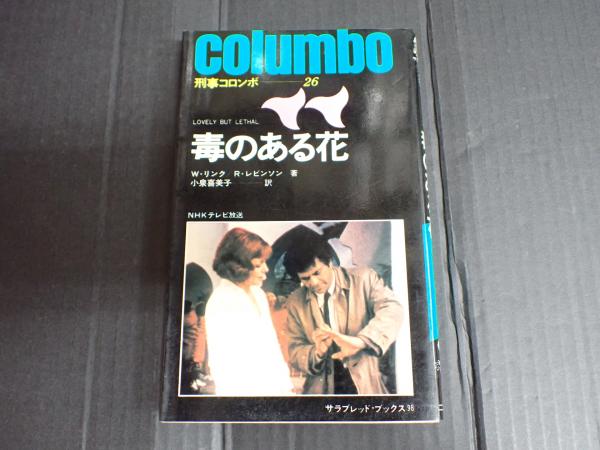 columbo
刑事コロンボ —— 26
LOVELY BUT LETHAL
毒のある花
W・リンク／R・レビンソン 著
小泉喜美子 —— 訳
NHKテレビ放送
サラブレッド・ブックス98